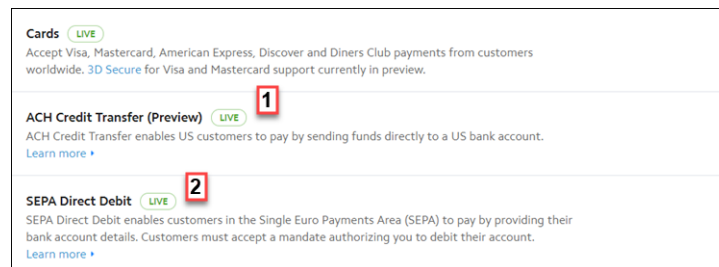 Cards LIVE
Accept Visa, Mastercard, American Express, Discover and Diners Club payments from customers
worldwide. 3D Secure for Visa and Mastercard support currently in preview.
1
ACH Credit Transfer (Preview) LIVE
ACH Credit Transfer enables US customers to pay by sending funds directly to a US bank account.
Learn more
2
SEPA Direct Debit LIVE
SEPA Direct Debit enables customers in the Single Euro Payments Area (SEPA) to pay by providing their
bank account details. Customers must accept a mandate authorizing you to debit their account.
Learn more